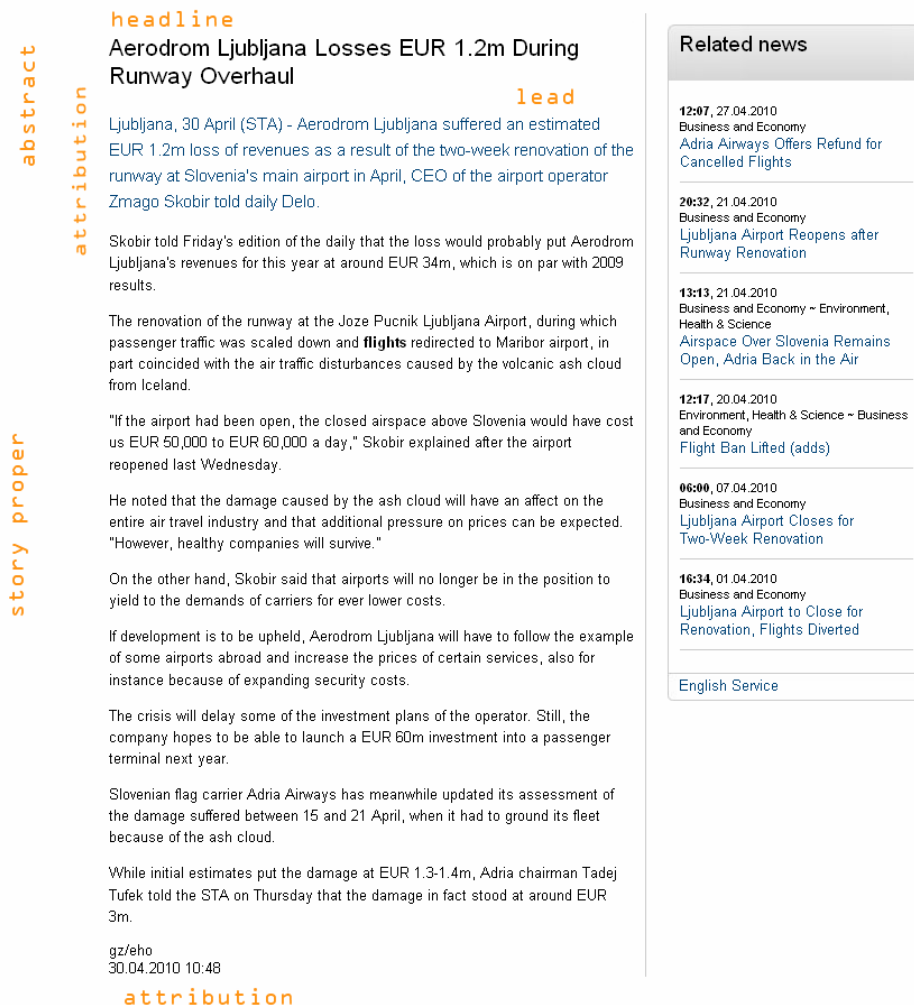 headline
Aerodrom Ljubljana Losses EUR 1.2m During
Runway Overhaul
abstract
attribution
lead
Ljubljana, 30 April (STA) - Aerodrom Ljubljana suffered an estimated
EUR 1.2m loss of revenues as a result of the two-week renovation of the
runway at Slovenia's main airport in April, CEO of the airport operator
Zmago Skobir told daily Delo.
Skobir told Friday's edition of the daily that the loss would probably put Aerodrom
Ljubljana's revenues for this year at around EUR 34m, which is on par with 2009
results.
The renovation of the runway at the Joze Pucnik Ljubljana Airport, during which
passenger traffic was scaled down and flights redirected to Maribor airport, in
part coincided with the air traffic disturbances caused by the volcanic ash cloud
from Iceland.
"If the airport had been open, the closed airspace above Slovenia would have cost
us EUR 50,000 to EUR 60,000 a day," Skobir explained after the airport
reopened last Wednesday.
story proper
He noted that the damage caused by the ash cloud will have an affect on the
entire air travel industry and that additional pressure on prices can be expected.
"However, healthy companies will survive."
On the other hand, Skobir said that airports will no longer be in the position to
yield to the demands of carriers for ever lower costs.
If development is to be upheld, Aerodrom Ljubljana will have to follow the example
of some airports abroad and increase the prices of certain services, also for
instance because of expanding security costs.
The crisis will delay some of the investment plans of the operator. Still, the
company hopes to be able to launch a EUR 60m investment into a passenger
terminal next year.
Slovenian flag carrier Adria Airways has meanwhile updated its assessment of
the damage suffered between 15 and 21 April, when it had to ground its fleet
because of the ash cloud.
While initial estimates put the damage at EUR 1.3-1.4m, Adria chairman Tadej
Tufek told the STA on Thursday that the damage in fact stood at around EUR
3m.
gz/eho
30.04.2010 10:48
attribution
Related news
12:07, 27.04.2010
Business and Economy
Adria Airways Offers Refund for
Cancelled Flights
20:32, 21.04.2010
Business and Economy
Ljubljana Airport Reopens after
Runway Renovation
13:13, 21.04.2010
Business and Economy ~ Environment,
Health & Science
Airspace Over Slovenia Remains
Open, Adria Back in the Air
12:17, 20.04.2010
Environment, Health & Science ~ Business
and Economy
Flight Ban Lifted (adds)
06:00, 07.04.2010
Business and Economy
Ljubljana Airport Closes for
Two-Week Renovation
16:34, 01.04.2010
Business and Economy
Ljubljana Airport to Close for
Renovation, Flights Diverted
English Service